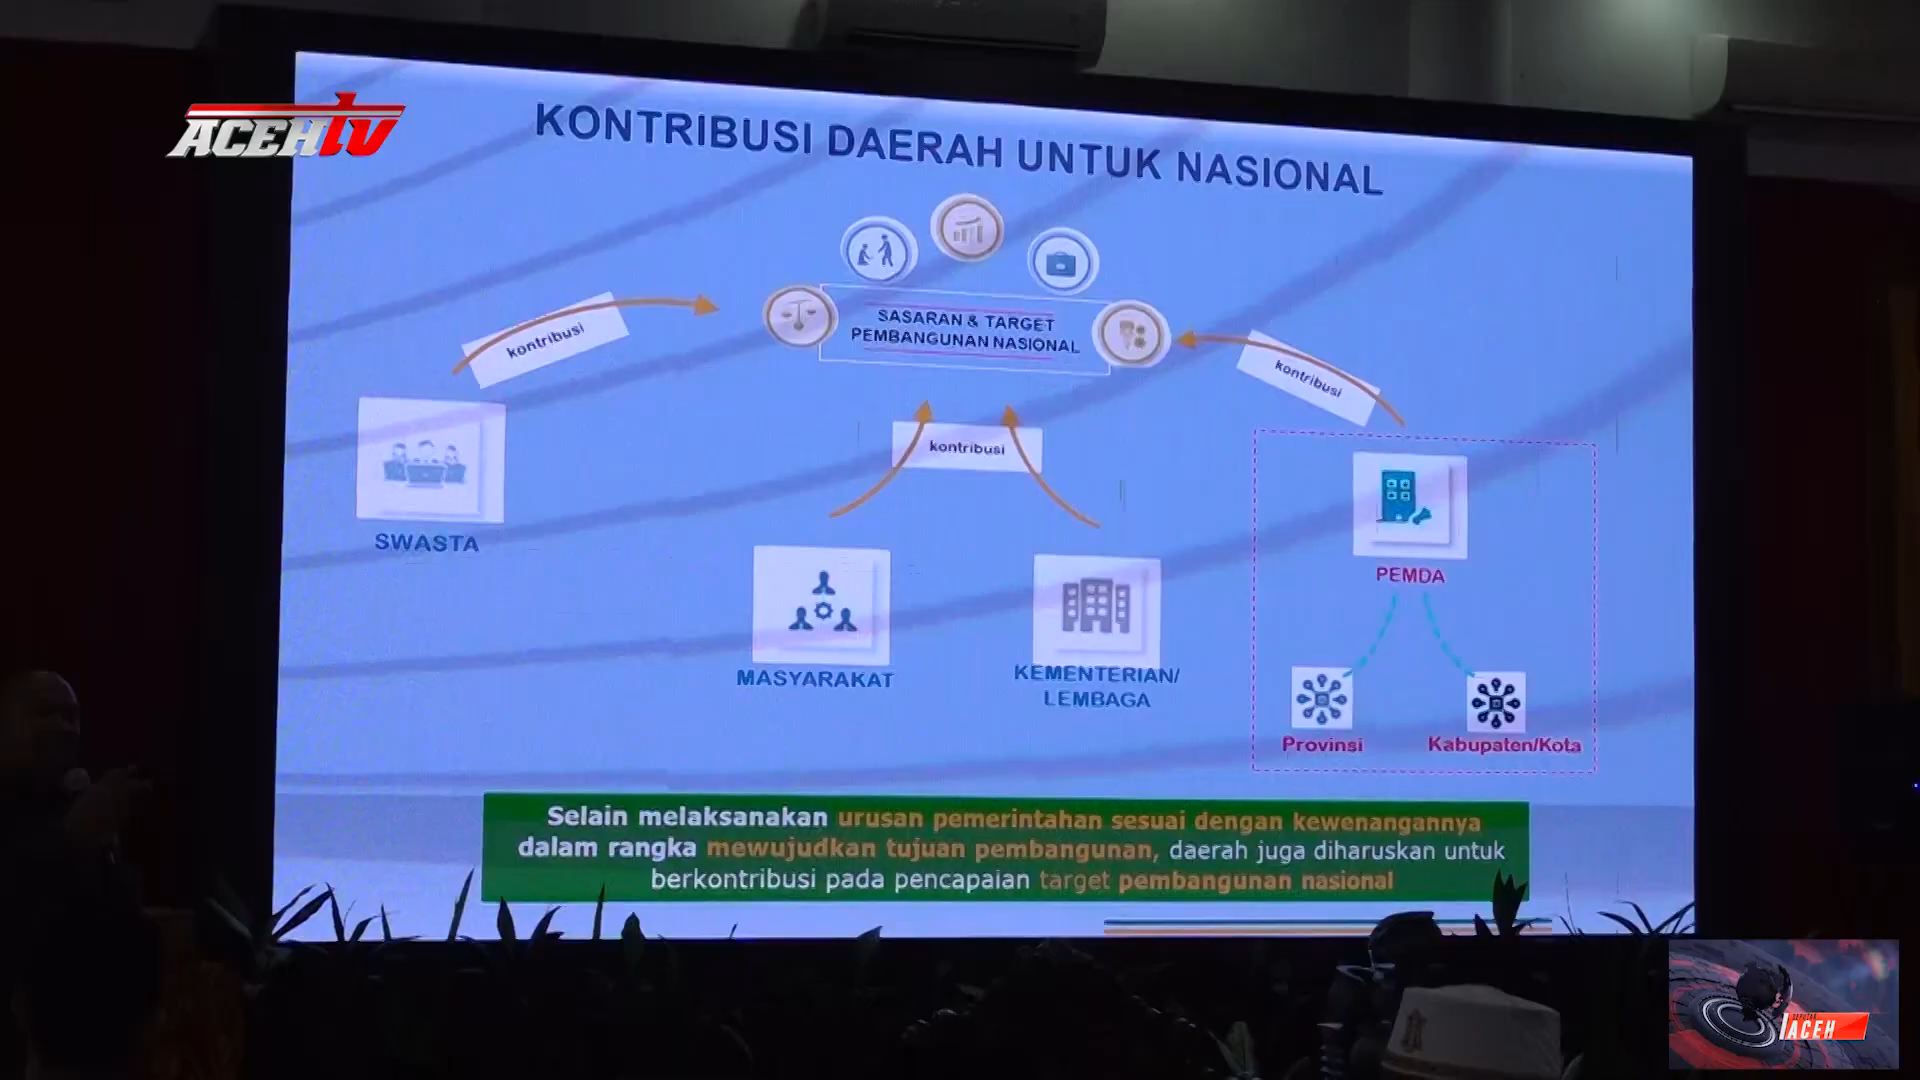 ACEHtv
KONTRIBUSI DAERAH UNTUK NASIONAL
SASARAN & TARGET
PEMBANGUNAN NASIONAL
kontribusi
kontribusi
kontribusi
SWASTA
MASYARAKAT
KEMENTERIAN/
LEMBAGA
PEMDA
Provinsi
Kabupaten/Kota
Selain melaksanakan urusan pemerintahan sesuai dengan kewenangannya
dalam rangka mewujudkan tujuan pembangunan, daerah juga diharuskan untuk
berkontribusi pada pencapaian target pembangunan nasional
ACEH